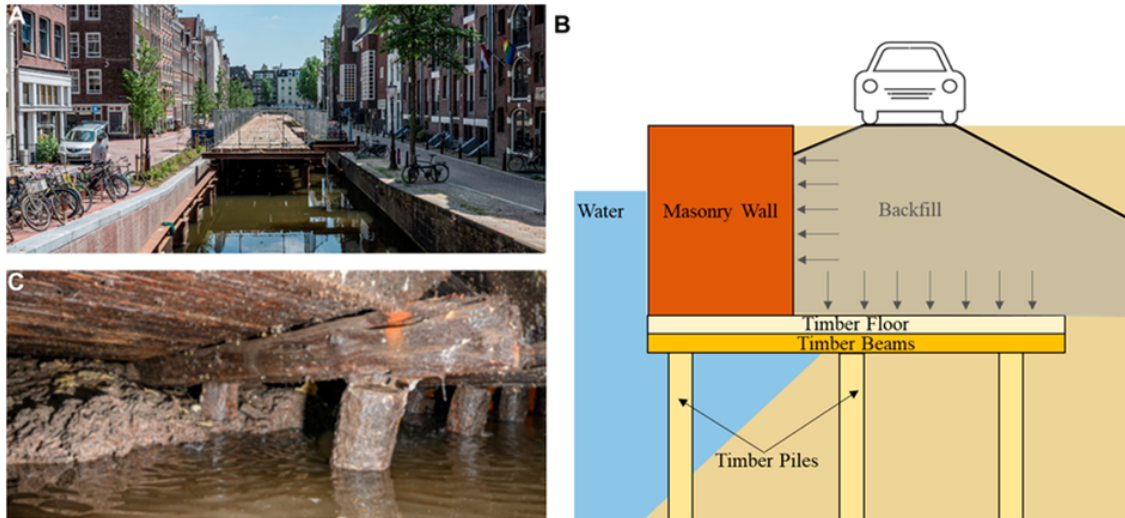 A
B
Water
Masonry Wall
Backfill
Timber Floor
Timber Beams
Timber Piles
C